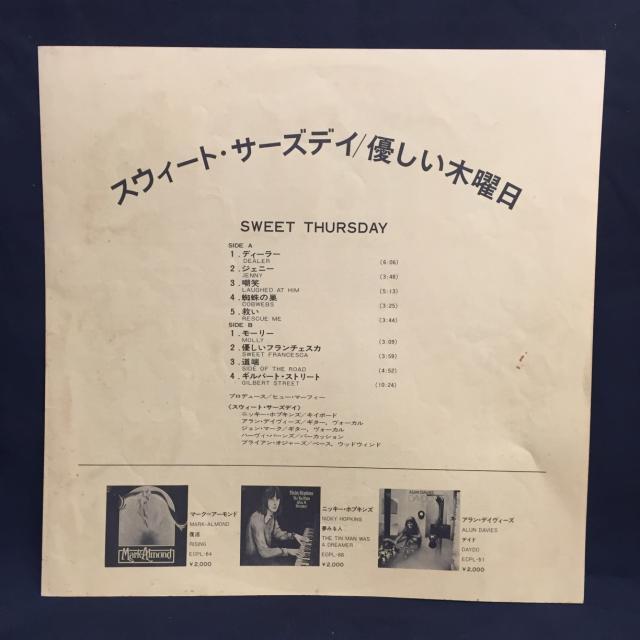 スウィート・サーズデイ/優しい木曜日
SWEET THURSDAY
SIDE A
1. ディーラー
DEALER (6:06)
2. ジェニー
JENNY (3:48)
3. 嘲笑
LAUGHED AT HIM (5:13)
4. 蜘蛛の巣
COBWEBS (3:25)
5. 救い
RESCUE ME (3:44)
SIDE B
1. モーリー
MOLLY (3:09)
2. 優しいフランチェスカ
SWEET FRANCESCA (3:59)
3. 道端
SIDE OF THE ROAD (4:52)
4. ギルバート・ストリート
GILBERT STREET (10:24)
プロデュース/ヒュー・マーフィー
〈スウィート・サーズデイ〉
ニッキー・ホプキンズ/キイボード
アラン・デイヴィーズ/ギター, ヴォーカル
ジョン・マーク/ギター, ヴォーカル
ハーヴィ・バーンズ/パーカッション
ブライアン・オジャーズ/ベース, ウッドウィンド
MarkAlmond
マーク=アーモンド
MARK-ALMOND
復活
RISING
ECPL-64
¥2,000
Nicky Hopkins
The Tin Man
Was A
Dreamer
ニッキー・ホプキンズ
NICKY HOPKINS
夢みる人
THE TIN MAN WAS
A DREAMER
ECPL-86
¥2,000
ALUN DAVIES
アラン・デイヴィーズ
ALUN DAVIES
デイド
DAYDO
ECPL-51
¥2,000